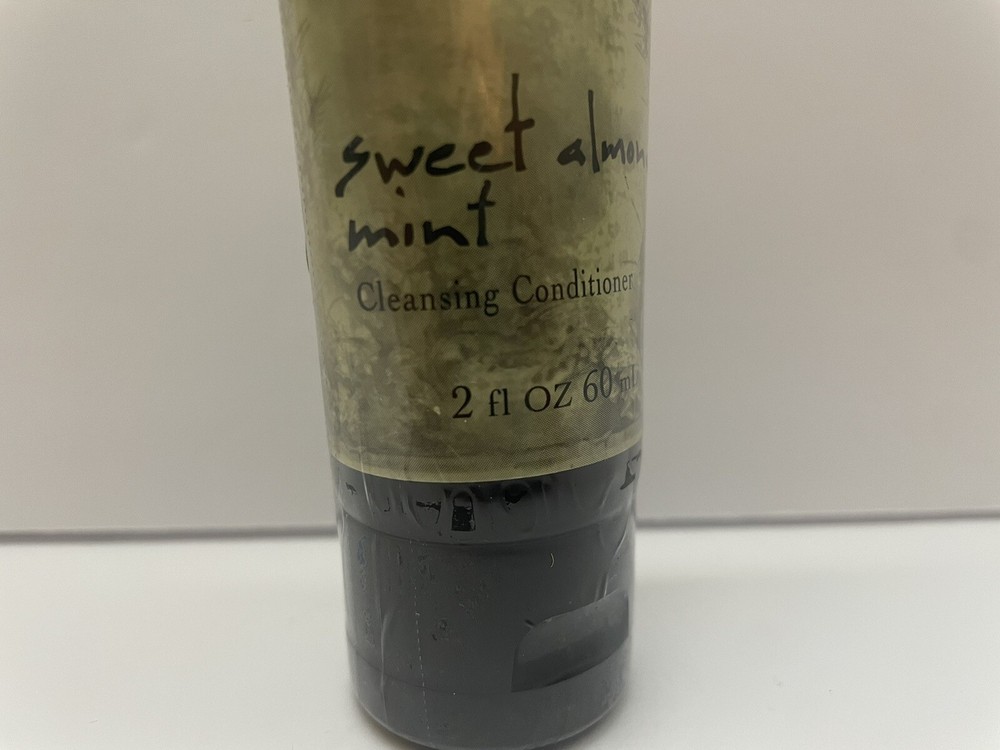 sweet almon
mint
Cleansing Conditioner
2 fl OZ 60 ml